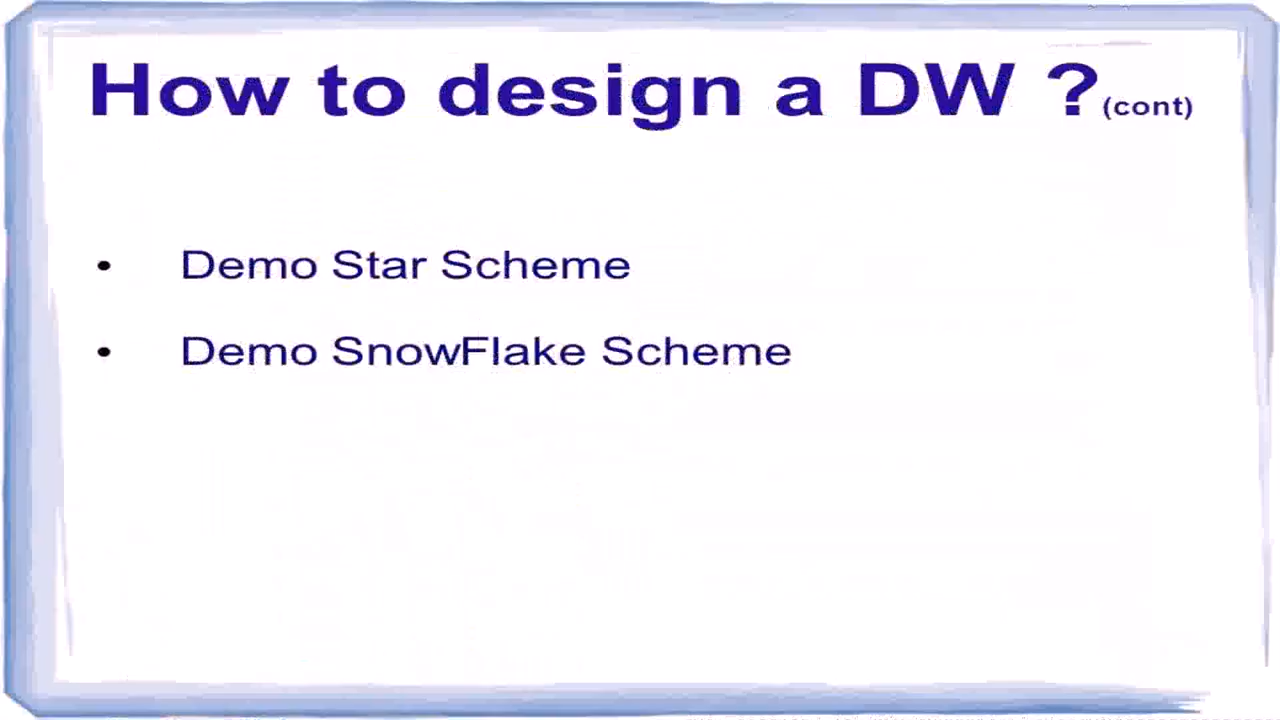 How to design a DW ?(cont)
• Demo Star Scheme
• Demo SnowFlake Scheme